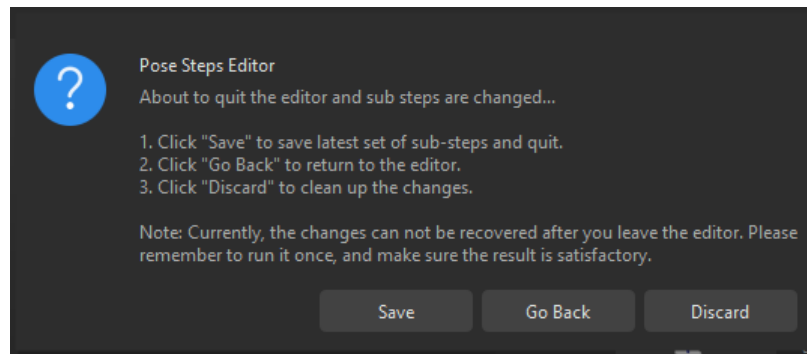 Pose Steps Editor
About to quit the editor and sub steps are changed...
1. Click "Save" to save latest set of sub-steps and quit.
2. Click "Go Back" to return to the editor.
3. Click "Discard" to clean up the changes.
Note: Currently, the changes can not be recovered after you leave the editor. Please
remember to run it once, and make sure the result is satisfactory.
Save
Go Back
Discard